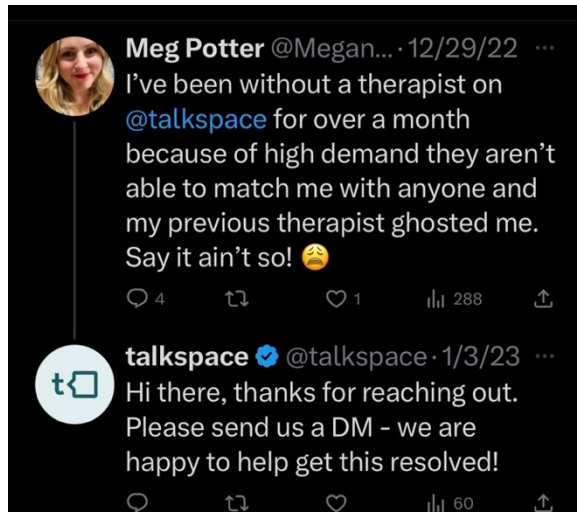 Meg Potter @Megan... · 12/29/22 ...
I've been without a therapist on
@talkspace for over a month
because of high demand they aren't
able to match me with anyone and
my previous therapist ghosted me.
Say it ain't so! 😩
4 1 288
t
talkspace @talkspace · 1/3/23 ...
Hi there, thanks for reaching out.
Please send us a DM - we are
happy to help get this resolved!
60